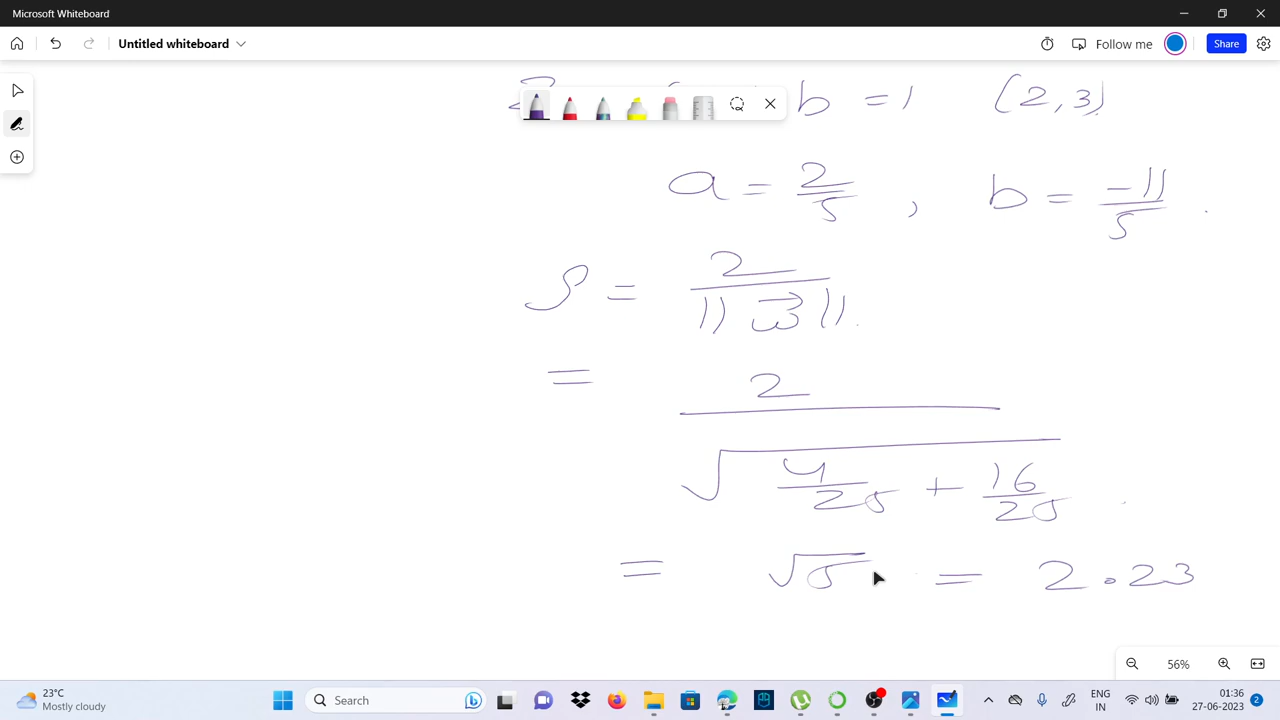 Microsoft Whiteboard
Untitled whiteboard
Follow me
Share
b = 1 (2, 3)
a = 2/5 , b = -11/5
ρ = 2/||w⃗||
= 2/√(4/25 + 16/25)
= √5 = 2.23
56%
23°C
Mostly cloudy
Search
ENG
IN
01:36
27-06-2023
2